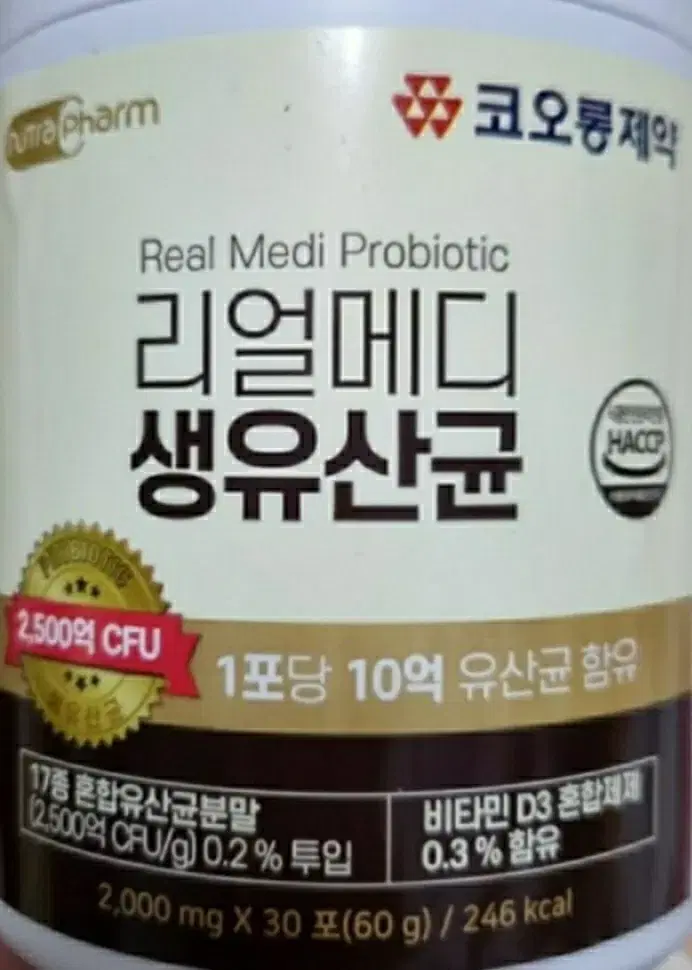 nutraPharm
코오롱제약
Real Medi Probiotic
리얼메디
생유산균
HACCP
PROBIOTIC
2,500억 CFU
1포당 10억 유산균 함유
17종 혼합유산균분말
(2,500억 CFU/g) 0.2 % 투입
비타민 D3 혼합제제
0.3 % 함유
2,000 mg X 30 포(60 g) / 246 kcal